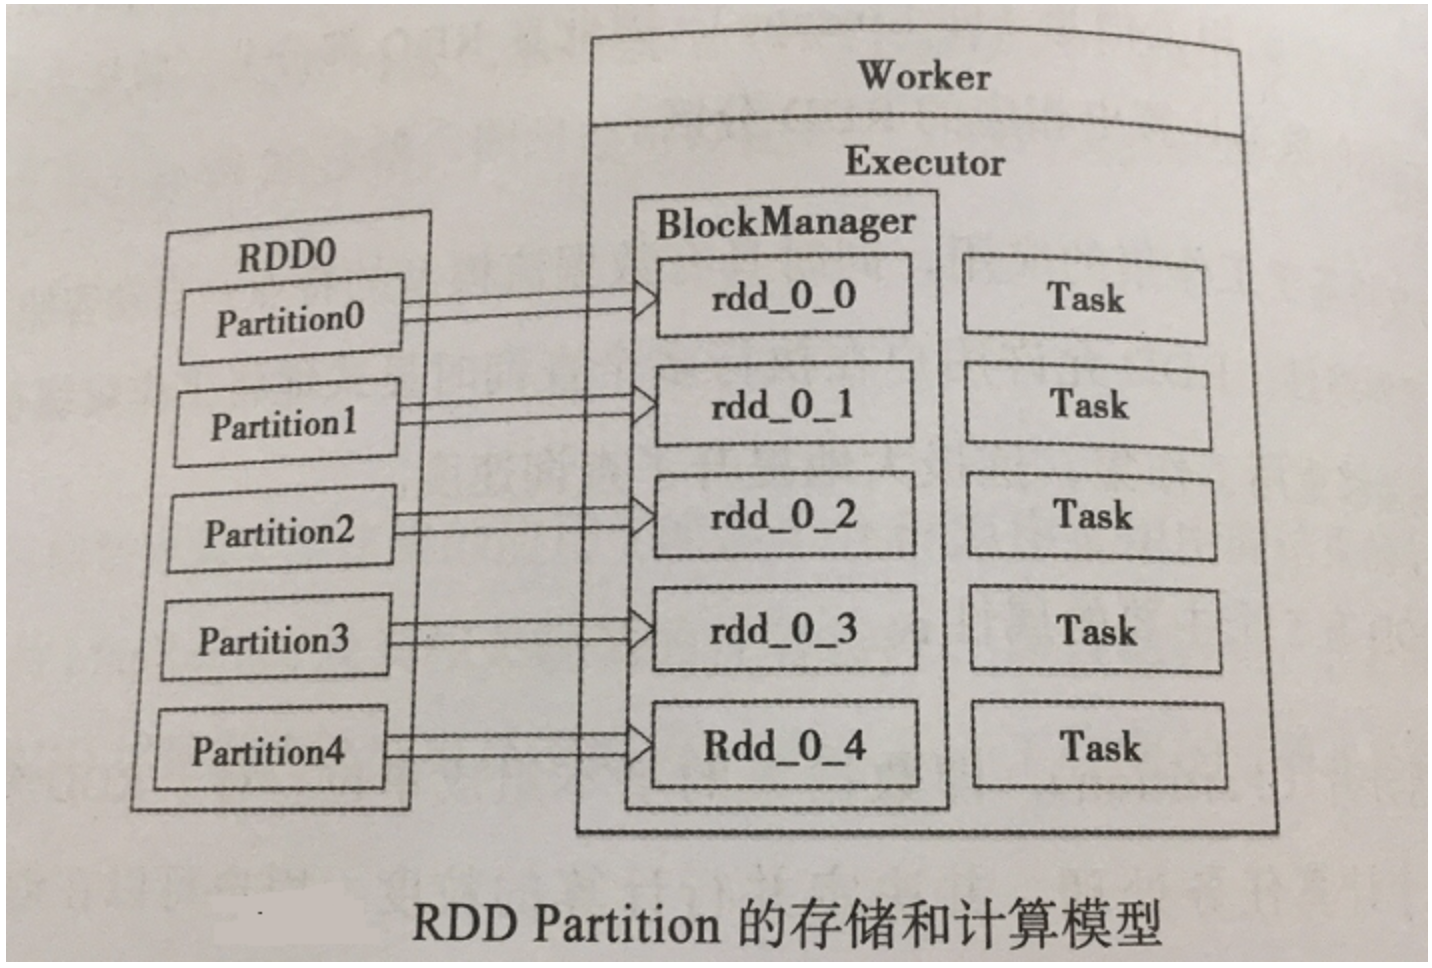 Worker
Executor
BlockManager
RDD0
Partition0
rdd_0_0
Task
Partition1
rdd_0_1
Task
Partition2
rdd_0_2
Task
Partition3
rdd_0_3
Task
Partition4
Rdd_0_4
Task
RDD Partition 的存储和计算模型